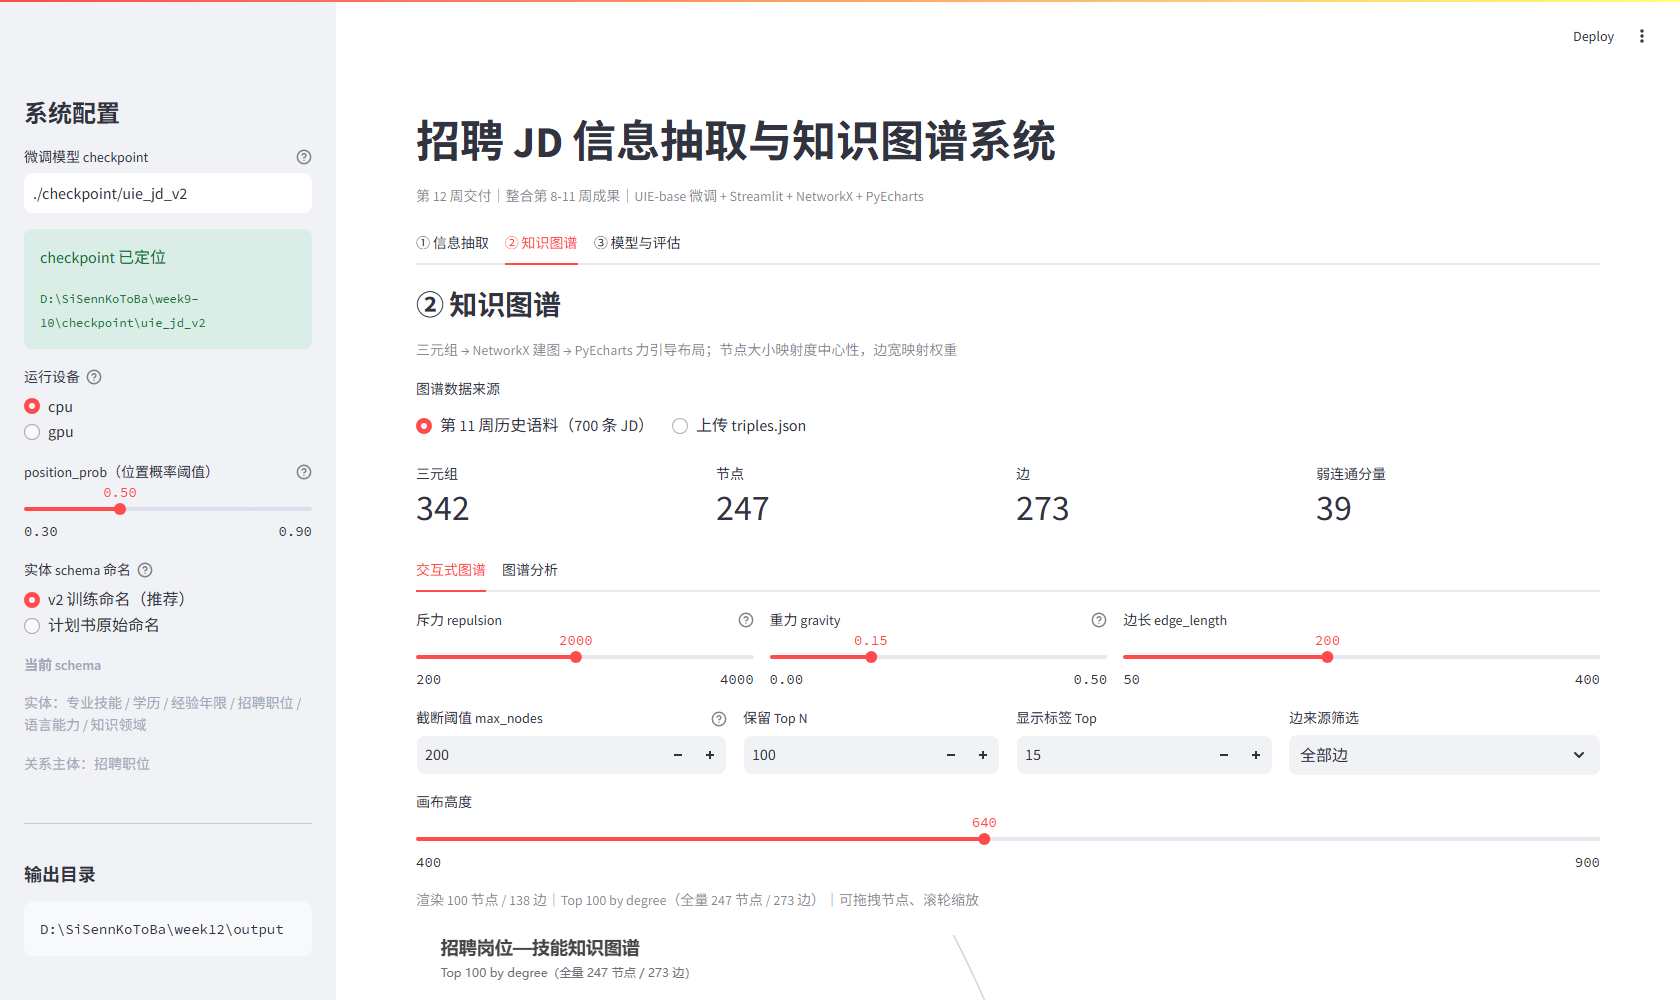 Deploy
系统配置
微调模型 checkpoint
./checkpoint/uie_jd_v2
checkpoint 已定位
D:\SiSennKoToBa\week9-
10\checkpoint\uie_jd_v2
运行设备
cpu
gpu
position_prob（位置概率阈值）
0.50
0.30 0.90
实体 schema 命名
v2 训练命名（推荐）
计划书原始命名
当前 schema
实体：专业技能 / 学历 / 经验年限 / 招聘职位 /
语言能力 / 知识领域
关系主体：招聘职位
输出目录
D:\SiSennKoToBa\week12\output
招聘 JD 信息抽取与知识图谱系统
第 12 周交付｜整合第 8-11 周成果｜UIE-base 微调 + Streamlit + NetworkX + PyEcharts
① 信息抽取 ② 知识图谱 ③ 模型与评估
② 知识图谱
三元组 → NetworkX 建图 → PyEcharts 力引导布局；节点大小映射度中心性，边宽映射权重
图谱数据来源
第 11 周历史语料（700 条 JD） 上传 triples.json
三元组 节点 边 弱连通分量
342 247 273 39
交互式图谱 图谱分析
斥力 repulsion 重力 gravity 边长 edge_length
2000 0.15 200
200 4000 0.00 0.50 50 400
截断阈值 max_nodes 保留 Top N 显示标签 Top 边来源筛选
200 − + 100 − + 15 − + 全部边
画布高度
640
400 900
渲染 100 节点 / 138 边｜Top 100 by degree（全量 247 节点 / 273 边）｜可拖拽节点、滚轮缩放
招聘岗位—技能知识图谱
Top 100 by degree（全量 247 节点 / 273 边）